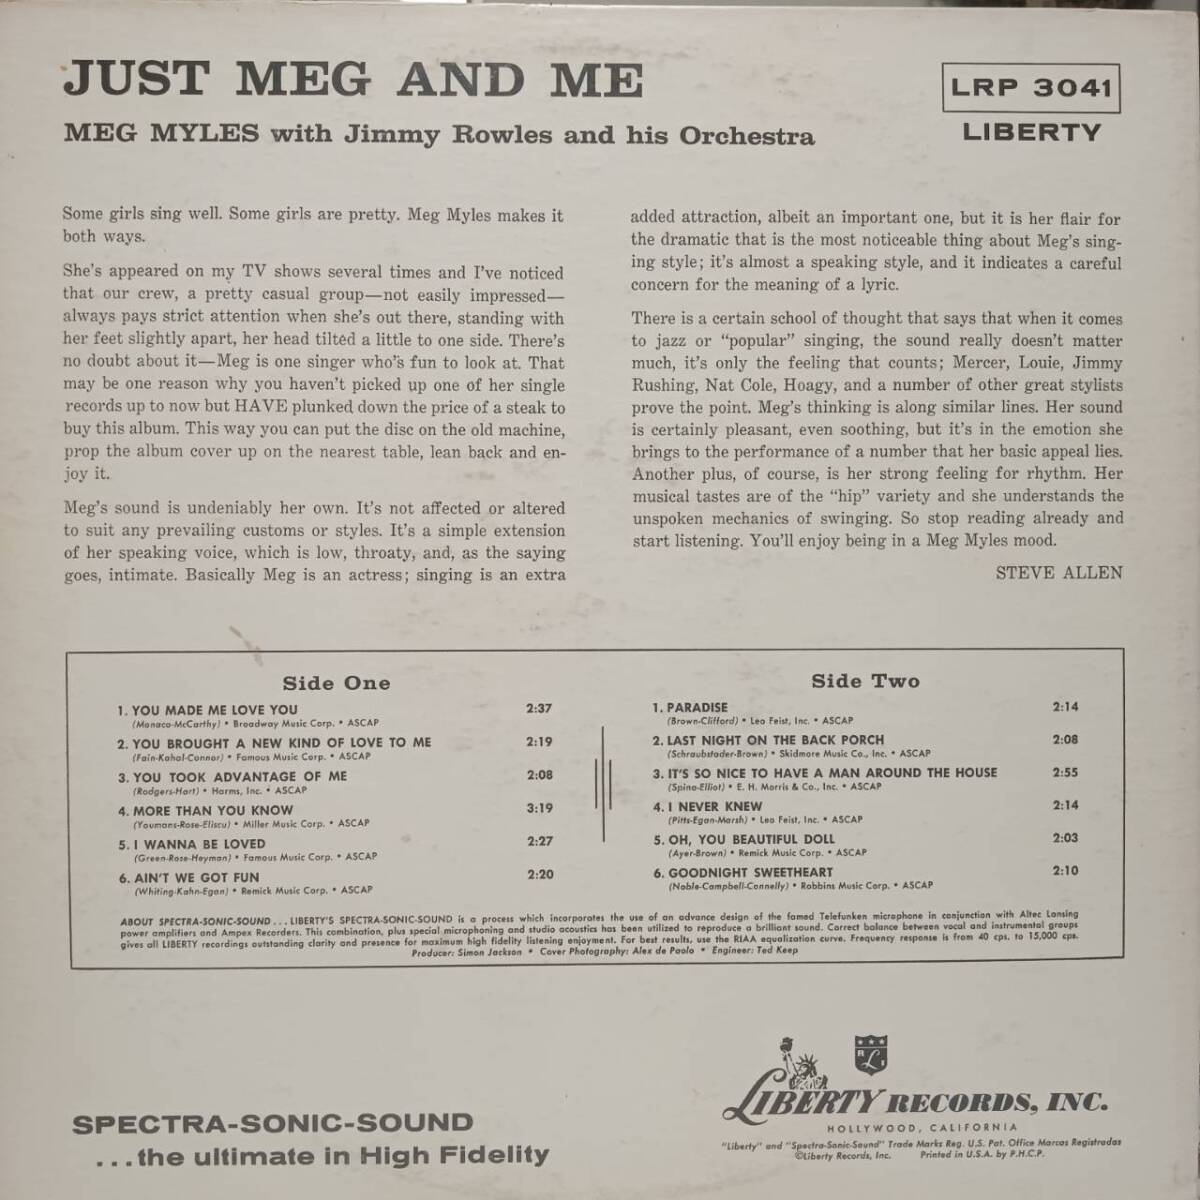 JUST MEG AND ME
MEG MYLES with Jimmy Rowles and his Orchestra
LRP 3041
LIBERTY
Some girls sing well. Some girls are pretty. Meg Myles makes it
both ways.
She's appeared on my TV shows several times and I've noticed
that our crew, a pretty casual group—not easily impressed—
always pays strict attention when she's out there, standing with
her feet slightly apart, her head tilted a little to one side. There's
no doubt about it—Meg is one singer who's fun to look at. That
may be one reason why you haven't picked up one of her single
records up to now but HAVE plunked down the price of a steak to
buy this album. This way you can put the disc on the old machine,
prop the album cover up on the nearest table, lean back and en-
joy it.
Meg's sound is undeniably her own. It's not affected or altered
to suit any prevailing customs or styles. It's a simple extension
of her speaking voice, which is low, throaty, and, as the saying
goes, intimate. Basically Meg is an actress; singing is an extra
added attraction, albeit an important one, but it is her flair for
the dramatic that is the most noticeable thing about Meg's sing-
ing style; it's almost a speaking style, and it indicates a careful
concern for the meaning of a lyric.
There is a certain school of thought that says that when it comes
to jazz or "popular" singing, the sound really doesn't matter
much, it's only the feeling that counts; Mercer, Louie, Jimmy
Rushing, Nat Cole, Hoagy, and a number of other great stylists
prove the point. Meg's thinking is along similar lines. Her sound
is certainly pleasant, even soothing, but it's in the emotion she
brings to the performance of a number that her basic appeal lies.
Another plus, of course, is her strong feeling for rhythm. Her
musical tastes are of the "hip" variety and she understands the
unspoken mechanics of swinging. So stop reading already and
start listening. You'll enjoy being in a Meg Myles mood.
STEVE ALLEN
Side One
1. YOU MADE ME LOVE YOU 2:37
(Monaco-McCarthy) • Broadway Music Corp. • ASCAP
2. YOU BROUGHT A NEW KIND OF LOVE TO ME 2:19
(Fain-Kahal-Connor) • Famous Music Corp. • ASCAP
3. YOU TOOK ADVANTAGE OF ME 2:08
(Rodgers-Hart) • Harms, Inc. • ASCAP
4. MORE THAN YOU KNOW 3:19
(Youmans-Rose-Eliscu) • Miller Music Corp. • ASCAP
5. I WANNA BE LOVED 2:27
(Green-Rose-Heyman) • Famous Music Corp. • ASCAP
6. AIN'T WE GOT FUN 2:20
(Whiting-Kahn-Egan) • Remick Music Corp. • ASCAP
Side Two
1. PARADISE 2:14
(Brown-Clifford) • Leo Feist, Inc. • ASCAP
2. LAST NIGHT ON THE BACK PORCH 2:08
(Schraubstader-Brown) • Skidmore Music Co., Inc. • ASCAP
3. IT'S SO NICE TO HAVE A MAN AROUND THE HOUSE 2:55
(Spina-Elliot) • E. H. Morris & Co., Inc. • ASCAP
4. I NEVER KNEW 2:14
(Pitts-Egan-Marsh) • Leo Feist, Inc. • ASCAP
5. OH, YOU BEAUTIFUL DOLL 2:03
(Ayer-Brown) • Remick Music Corp. • ASCAP
6. GOODNIGHT SWEETHEART 2:10
(Noble-Campbell-Connelly) • Robbins Music Corp. • ASCAP
ABOUT SPECTRA-SONIC-SOUND... LIBERTY'S SPECTRA-SONIC-SOUND is a process which incorporates the use of an advance design of the famed Telefunken microphone in conjunction with Altec Lansing
power amplifiers and Ampex Recorders. This combination, plus special microphoning and studio acoustics has been utilized to reproduce a brilliant sound. Correct balance between vocal and instrumental groups
gives all LIBERTY recordings outstanding clarity and presence for maximum high fidelity listening enjoyment. For best results, use the RIAA equalization curve. Frequency response is from 40 cps. to 15,000 cps.
Producer: Simon Jackson • Cover Photography: Alex de Paolo • Engineer: Ted Keep
SPECTRA-SONIC-SOUND
...the ultimate in High Fidelity
LIBERTY RECORDS, INC.
HOLLYWOOD, CALIFORNIA
"Liberty" and "Spectra-Sonic-Sound" Trade Marks Reg. U.S. Pat. Office Marcas Registradas
©Liberty Records, Inc. Printed in U.S.A. by P.H.C.P.